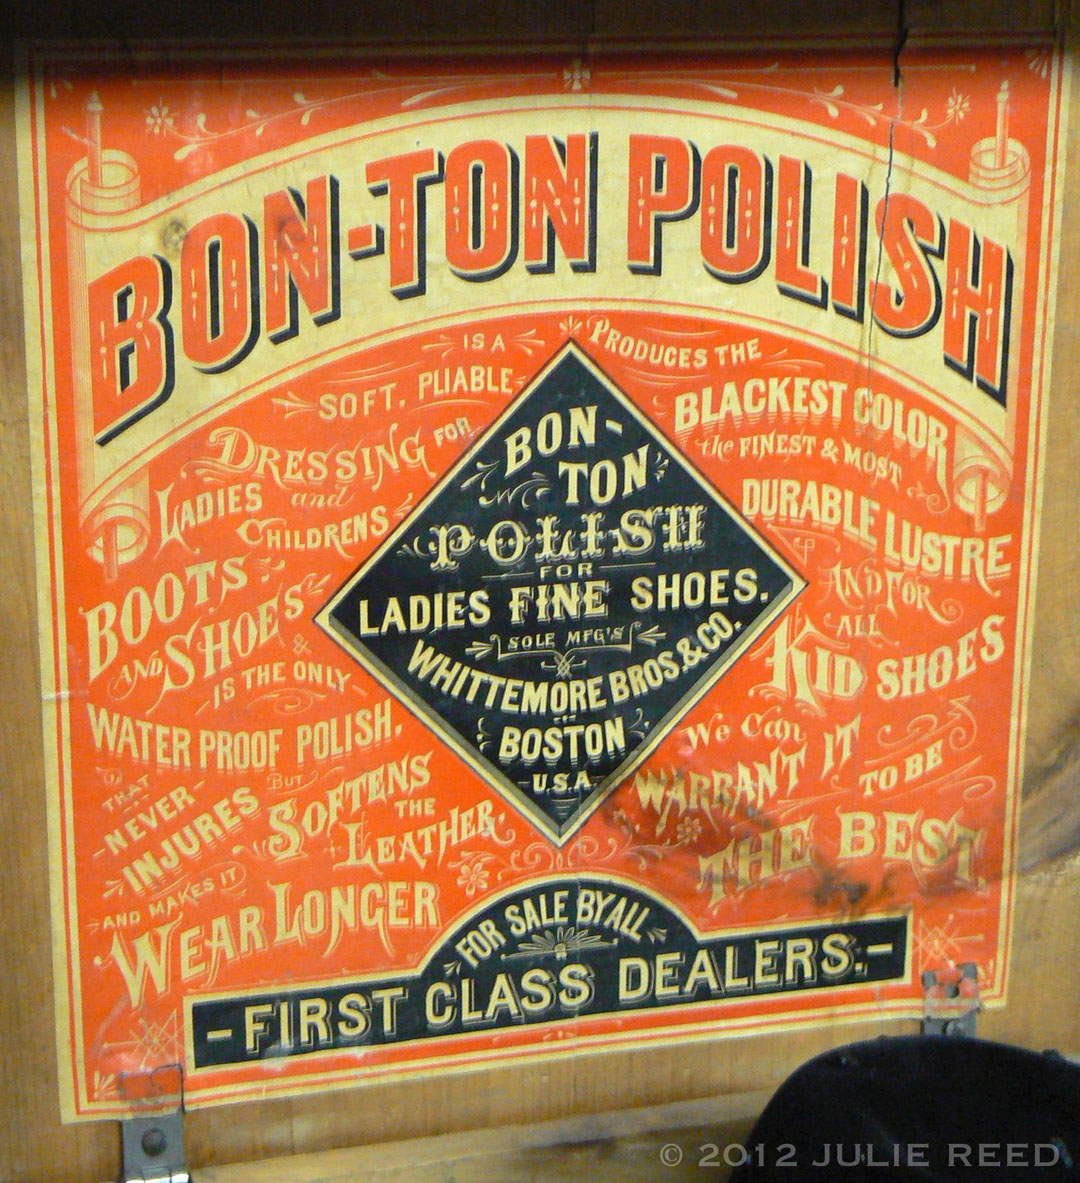 BON-TON POLISH
IS A
SOFT, PLIABLE
DRESSING FOR
LADIES and
CHILDRENS
BOOTS
AND SHOES &
IS THE ONLY
WATER PROOF POLISH.
THAT
NEVER
INJURES
BUT
SOFTENS
THE
LEATHER.
AND MAKES IT
WEAR LONGER
BON-
TON
POLISH
FOR
LADIES FINE SHOES.
SOLE MFG'S
WHITTEMORE BROS. & CO.
BOSTON
U.S.A.
PRODUCES THE
BLACKEST COLOR
the FINEST & MOST
DURABLE LUSTRE
AND FOR
ALL
KID SHOES
We Can
WARRANT IT
TO BE
THE BEST
FOR SALE BY ALL
-FIRST CLASS DEALERS:-
© 2012 JULIE REED